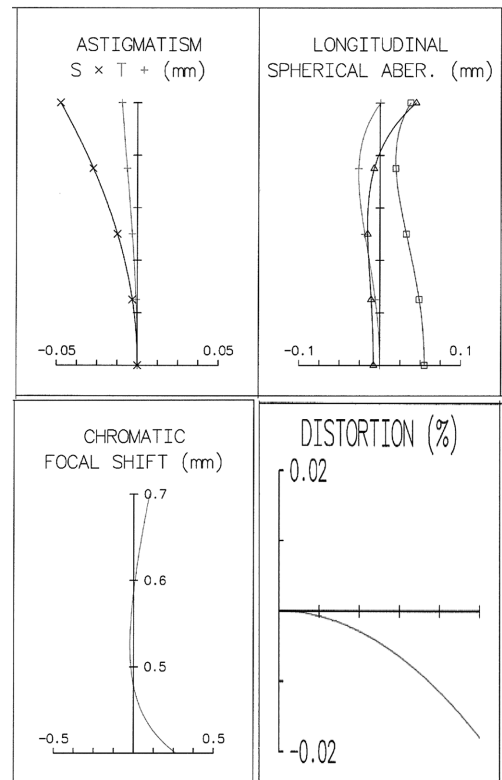 ASTIGMATISM
S × T + (mm)
-0.05 0.05
LONGITUDINAL
SPHERICAL ABER. (mm)
-0.1 0.1
CHROMATIC
FOCAL SHIFT (mm)
0.7
0.6
0.5
-0.5 0.5
DISTORTION (%)
0.02
-0.02